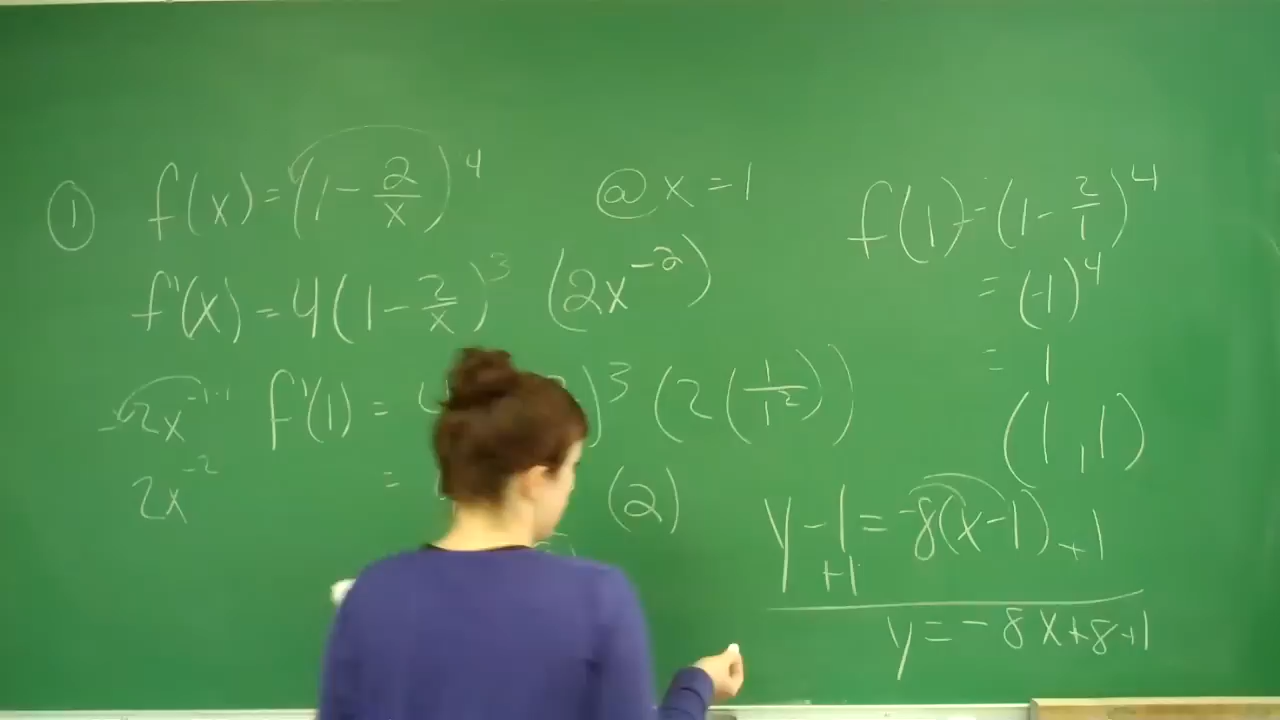 ① f(x) = (1 - 2/x)^4 @ x = 1
f'(x) = 4(1 - 2/x)^3 (2x^-2)
-2x^-1-1 f'(1) = )^3 (2(1/1^2))
2x^-2 = (2)
f(1) = (1 - 2/1)^4
= (-1)^4
= 1
(1,1)
y - 1 = -8(x - 1) + 1
+1
y = -8x + 8 + 1